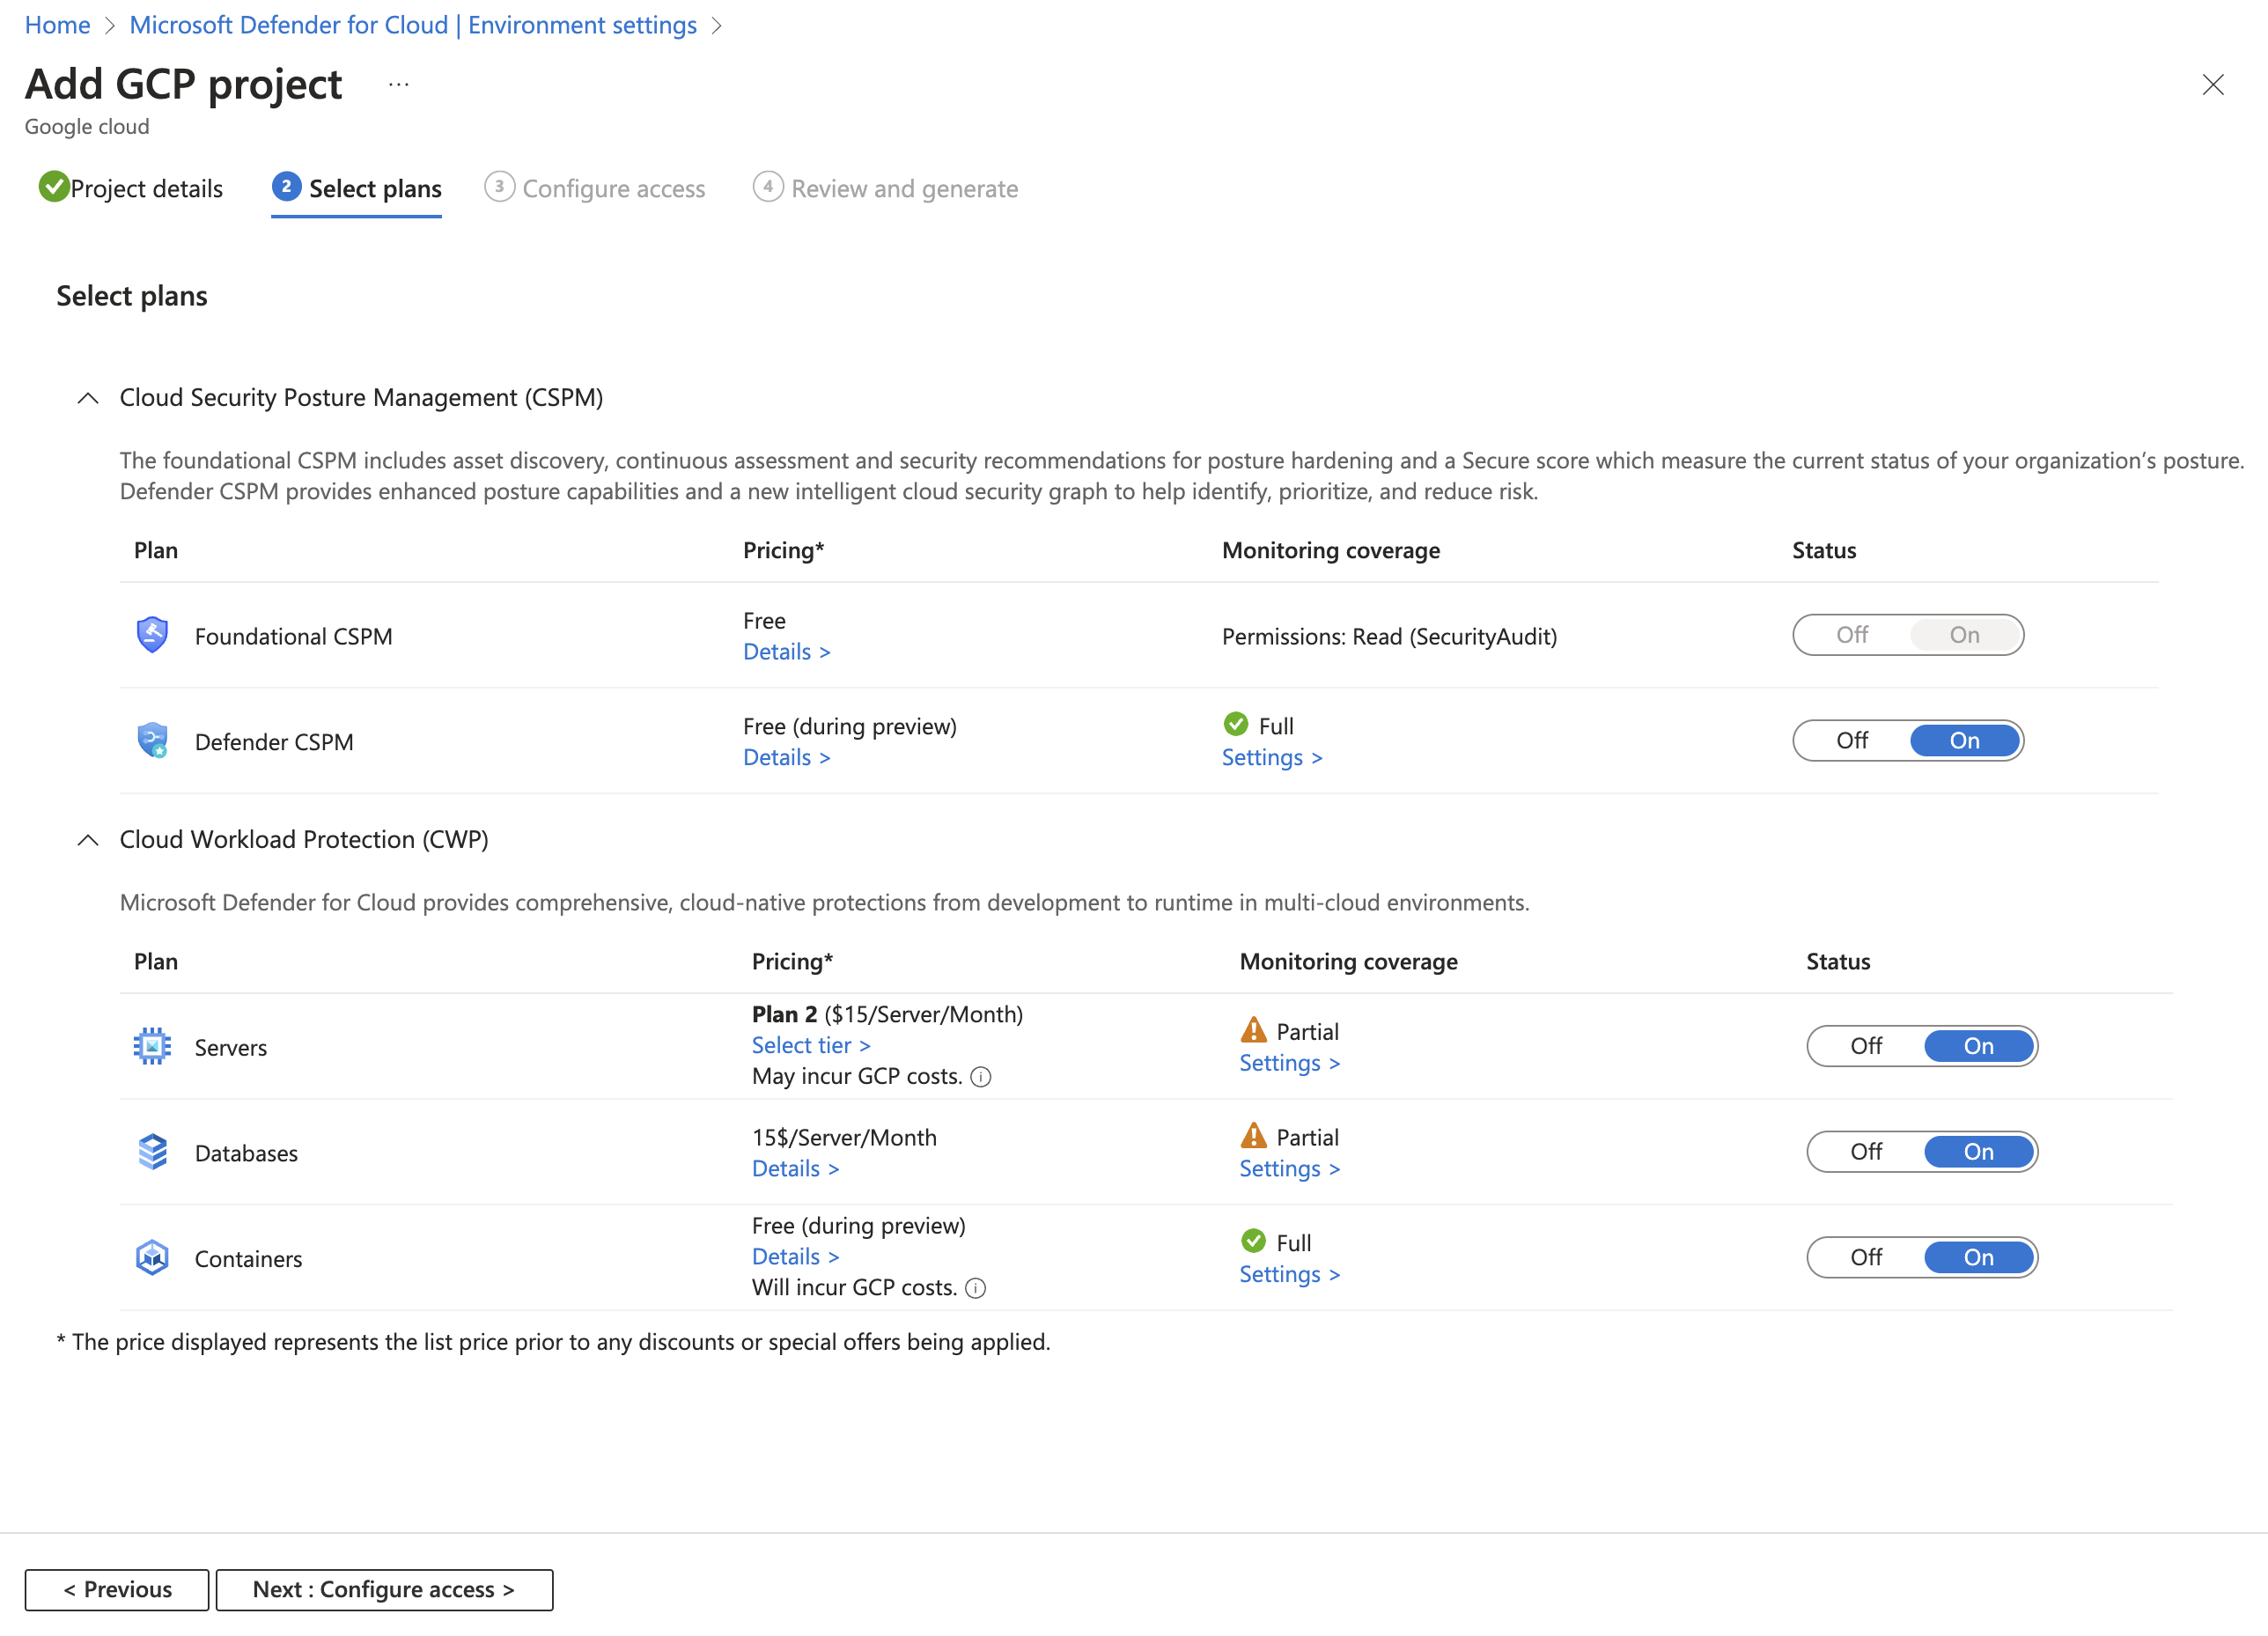 Home > Microsoft Defender for Cloud | Environment settings >
Add GCP project ...
Google cloud
Project details 2 Select plans 3 Configure access 4 Review and generate
Select plans
Cloud Security Posture Management (CSPM)
The foundational CSPM includes asset discovery, continuous assessment and security recommendations for posture hardening and a Secure score which measure the current status of your organization's posture.
Defender CSPM provides enhanced posture capabilities and a new intelligent cloud security graph to help identify, prioritize, and reduce risk.
Plan Pricing* Monitoring coverage Status
Foundational CSPM
Free
Details >
Permissions: Read (SecurityAudit)
Off On
Defender CSPM
Free (during preview)
Details >
Full
Settings >
Off On
Cloud Workload Protection (CWP)
Microsoft Defender for Cloud provides comprehensive, cloud-native protections from development to runtime in multi-cloud environments.
Plan Pricing* Monitoring coverage Status
Servers
Plan 2 ($15/Server/Month)
Select tier >
May incur GCP costs.
Partial
Settings >
Off On
Databases
15$/Server/Month
Details >
Partial
Settings >
Off On
Containers
Free (during preview)
Details >
Will incur GCP costs.
Full
Settings >
Off On
* The price displayed represents the list price prior to any discounts or special offers being applied.
< Previous Next : Configure access >